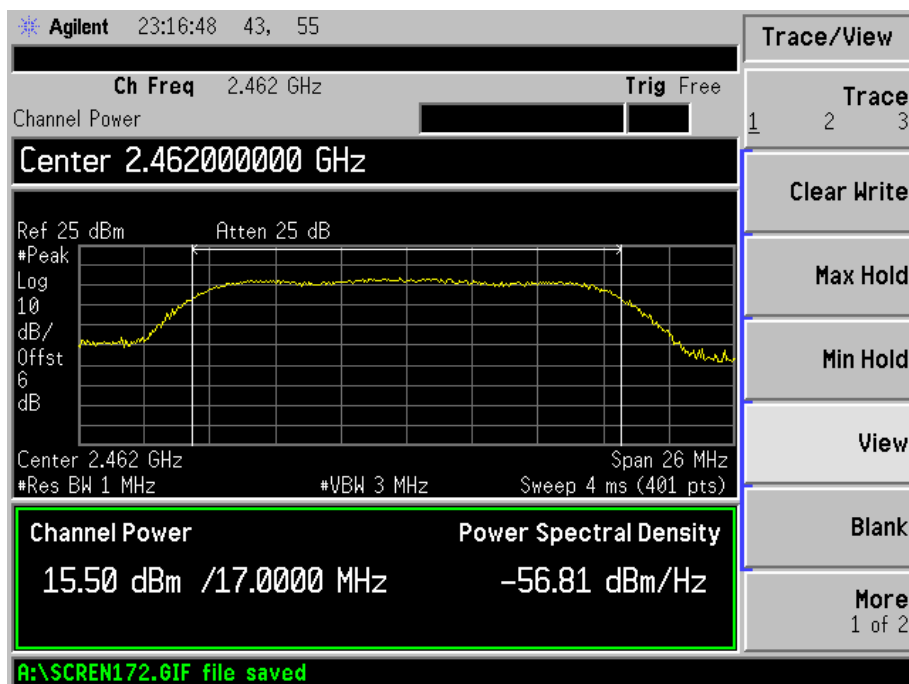 Agilent 23:16:48 43, 55
Trace/View
Ch Freq 2.462 GHz Trig Free
Channel Power
Trace
1 2 3
Center 2.462000000 GHz
Clear Write
Ref 25 dBm Atten 25 dB
#Peak
Log
10
dB/
Offst
6
dB
Max Hold
Min Hold
View
Center 2.462 GHz Span 26 MHz
#Res BW 1 MHz #VBW 3 MHz Sweep 4 ms (401 pts)
Channel Power Power Spectral Density
15.50 dBm /17.0000 MHz -56.81 dBm/Hz
Blank
More
1 of 2
A:\SCREN172.GIF file saved